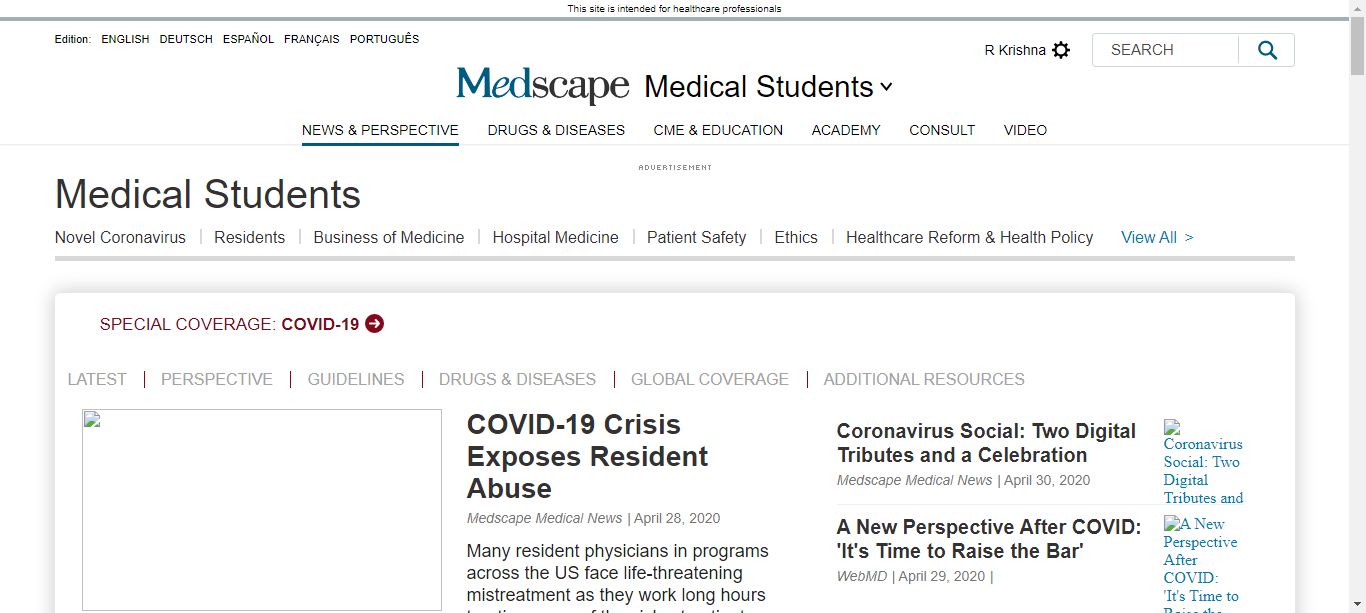 This site is intended for healthcare professionals
Edition: ENGLISH DEUTSCH ESPAÑOL FRANÇAIS PORTUGUÊS
R Krishna
SEARCH
Medscape Medical Students
NEWS & PERSPECTIVE DRUGS & DISEASES CME & EDUCATION ACADEMY CONSULT VIDEO
ADVERTISEMENT
Medical Students
Novel Coronavirus | Residents | Business of Medicine | Hospital Medicine | Patient Safety | Ethics | Healthcare Reform & Health Policy View All >
SPECIAL COVERAGE: COVID-19
LATEST | PERSPECTIVE | GUIDELINES | DRUGS & DISEASES | GLOBAL COVERAGE | ADDITIONAL RESOURCES
COVID-19 Crisis
Exposes Resident
Abuse
Medscape Medical News | April 28, 2020
Many resident physicians in programs
across the US face life-threatening
mistreatment as they work long hours
Coronavirus Social: Two Digital
Tributes and a Celebration
Medscape Medical News | April 30, 2020
Coronavirus
Social: Two
Digital
Tributes and
A New Perspective After COVID:
'It's Time to Raise the Bar'
WebMD | April 29, 2020 |
A New
Perspective
After
COVID:
'It's Time to